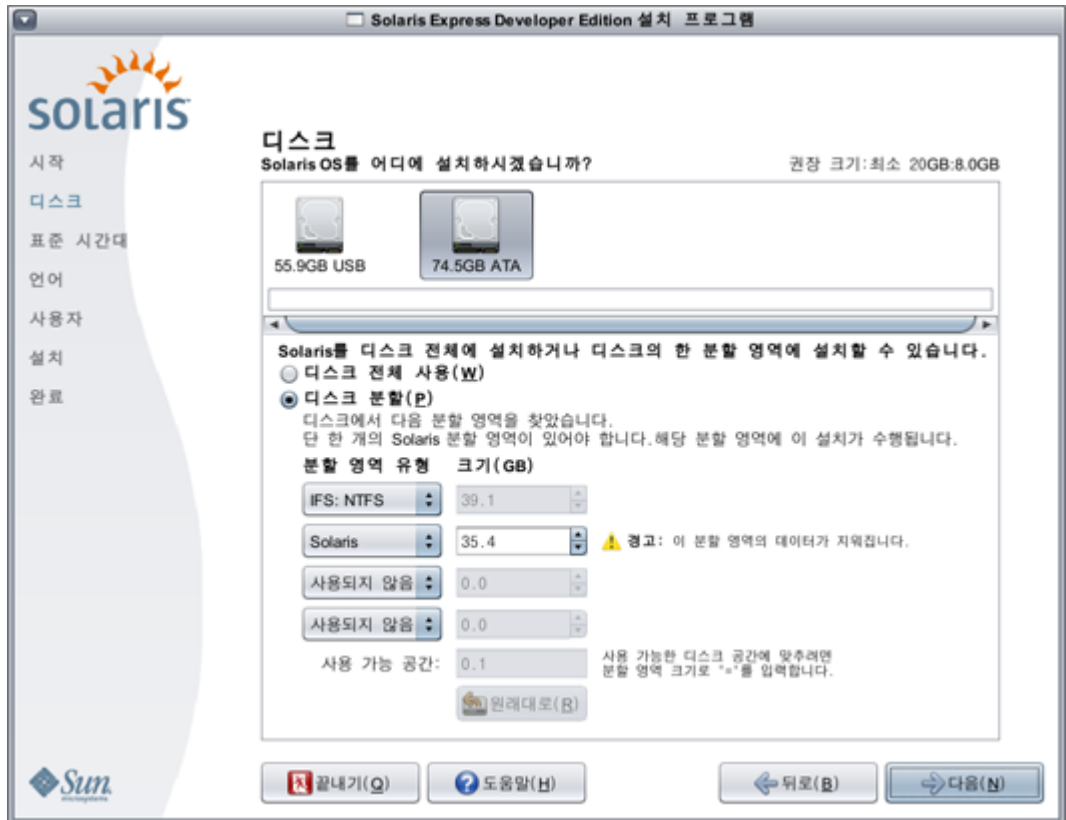 Solaris Express Developer Edition 설치 프로그램
solaris
시작
디스크
표준 시간대
언어
사용자
설치
완료
디스크
Solaris OS를 어디에 설치하시겠습니까?
권장 크기:최소 20GB:8.0GB
55.9GB USB
74.5GB ATA
Solaris를 디스크 전체에 설치하거나 디스크의 한 분할 영역에 설치할 수 있습니다.
디스크 전체 사용(W)
디스크 분할(P)
디스크에서 다음 분할 영역을 찾았습니다.
단 한 개의 Solaris 분할 영역이 있어야 합니다.해당 분할 영역에 이 설치가 수행됩니다.
분할 영역 유형 크기(GB)
IFS: NTFS 39.1
Solaris 35.4 경고: 이 분할 영역의 데이터가 지워집니다.
사용되지 않음 0.0
사용되지 않음 0.0
사용 가능 공간: 0.1
사용 가능한 디스크 공간에 맞추려면
분할 영역 크기로 "="를 입력합니다.
원래대로(R)
Sun
microsystems
끝내기(Q)
도움말(H)
뒤로(B)
다음(N)